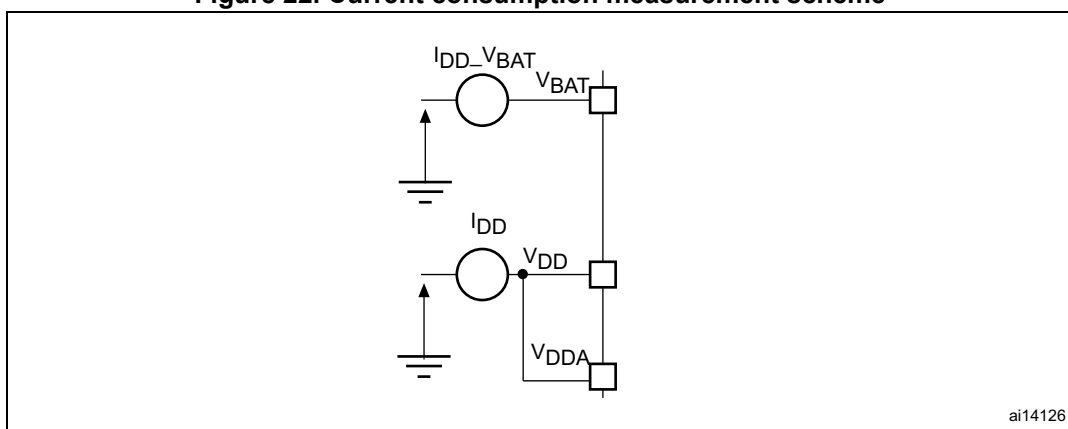 Figure 22. Current consumption measurement scheme
IDD_VBAT
VBAT
IDD
VDD
VDDA
ai14126